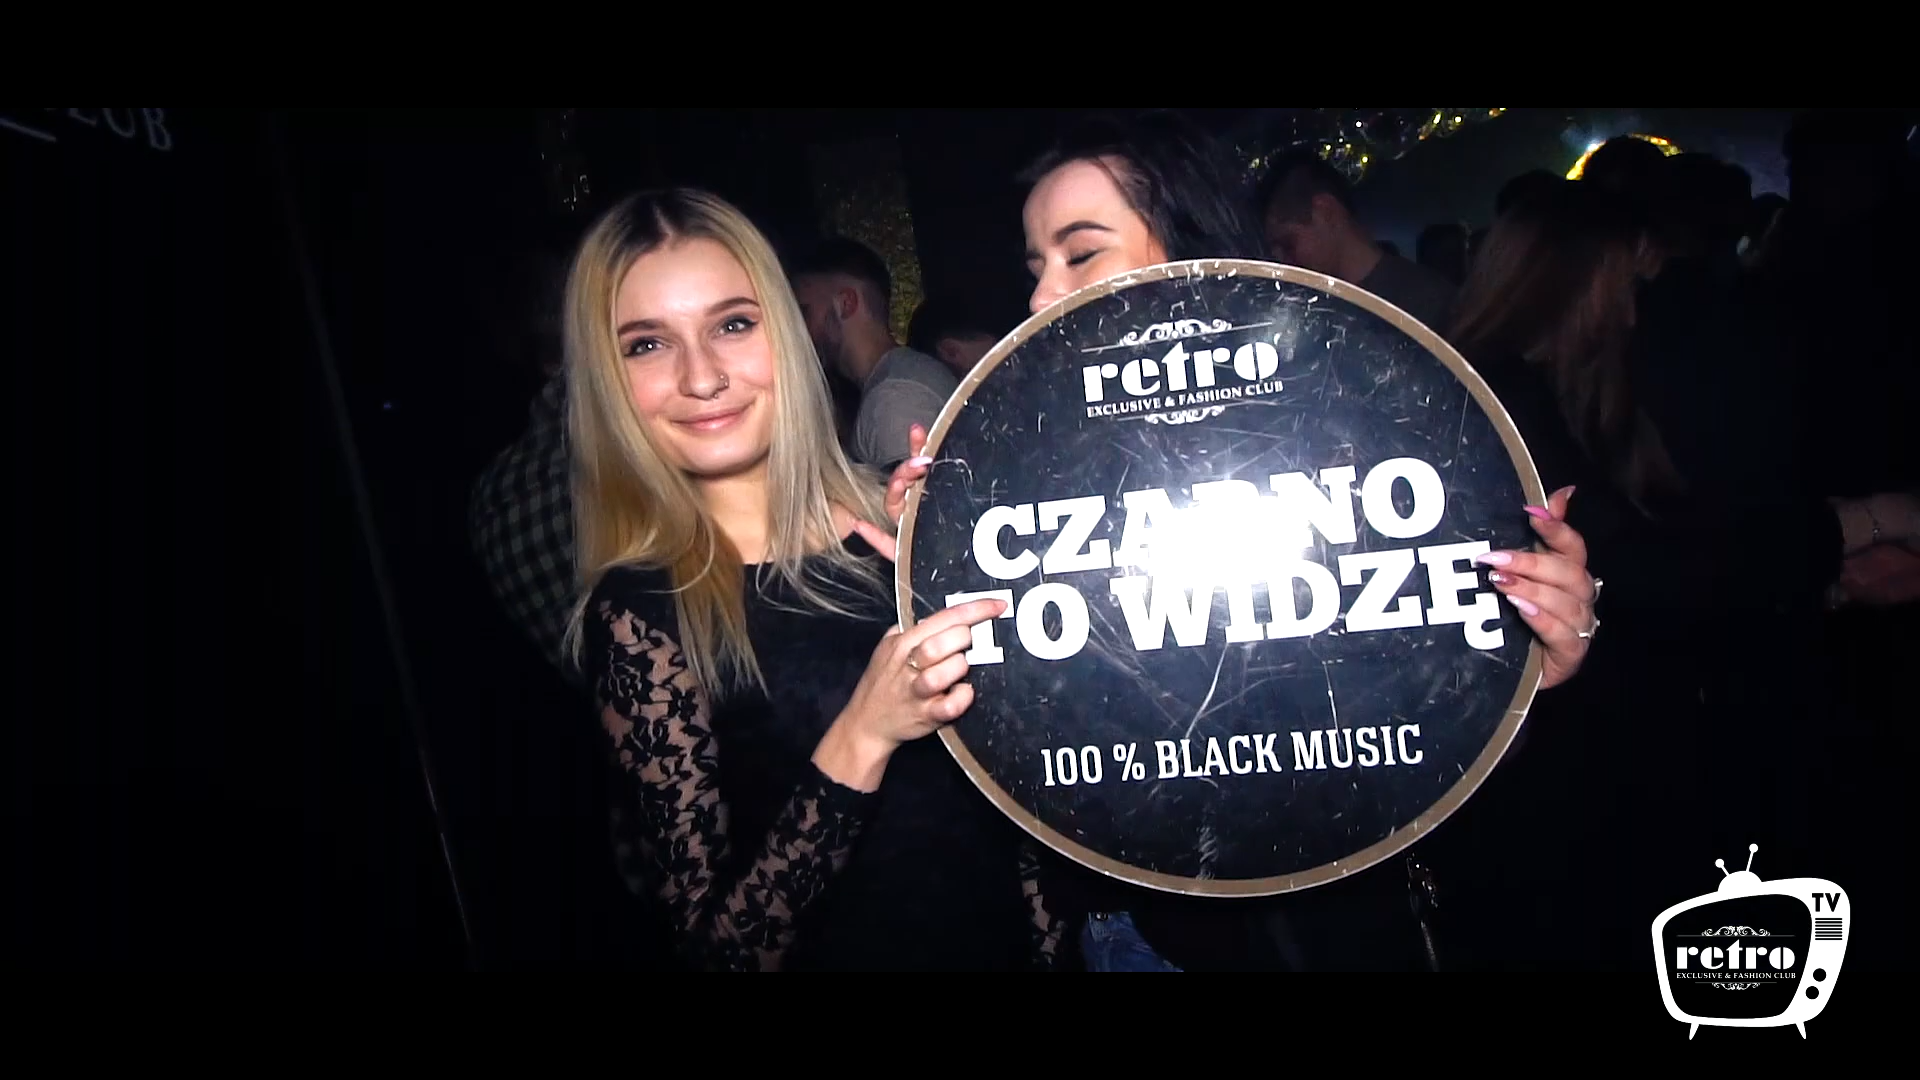 retro
EXCLUSIVE & FASHION CLUB
CZARNO
TO WIDZĘ
100 % BLACK MUSIC
TV
retro
EXCLUSIVE & FASHION CLUB